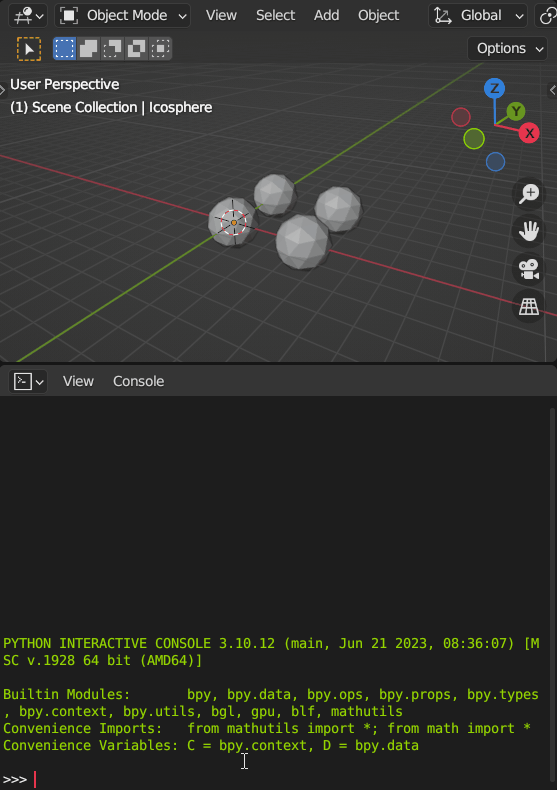 Object Mode View Select Add Object Global
Options
User Perspective
(1) Scene Collection | Icosphere
Z
Y
X
View Console
PYTHON INTERACTIVE CONSOLE 3.10.12 (main, Jun 21 2023, 08:36:07) [M
SC v.1928 64 bit (AMD64)]
Builtin Modules:       bpy, bpy.data, bpy.ops, bpy.props, bpy.types
, bpy.context, bpy.utils, bgl, gpu, blf, mathutils
Convenience Imports:   from mathutils import *; from math import *
Convenience Variables: C = bpy.context, D = bpy.data
>>>